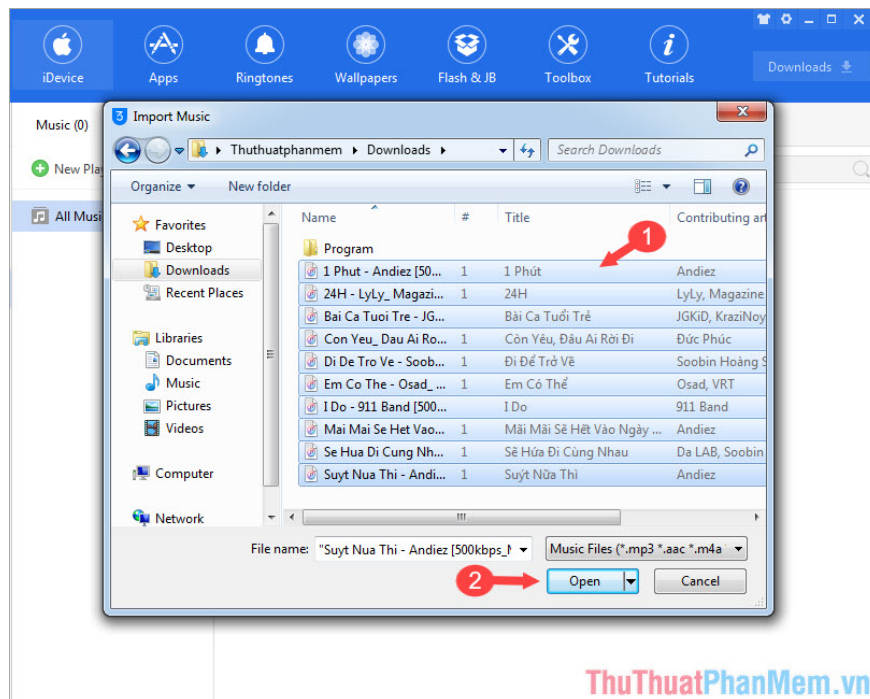 iDevice Apps Ringtones Wallpapers Flash & JB Toolbox Tutorials Downloads
Music (0)
New Play
All Musi
3 Import Music
Thuthuatphanmem Downloads Search Downloads
Organize New folder
Favorites
Desktop
Downloads
Recent Places
Libraries
Documents
Music
Pictures
Videos
Computer
Network
Name # Title Contributing art
Program
1 Phut - Andiez [50... 1 1 Phút Andiez
24H - LyLy_ Magazi... 1 24H LyLy, Magazine
Bai Ca Tuoi Tre - JG... Bài Ca Tuổi Trẻ JGKiD, KraziNoy
Con Yeu_ Dau Ai Ro... 1 Còn Yêu, Đâu Ai Rời Đi Đức Phúc
Di De Tro Ve - Soob... 1 Đi Để Trở Về Soobin Hoàng S
Em Co The - Osad_ ... 1 Em Có Thể Osad, VRT
I Do - 911 Band [500... 1 I Do 911 Band
Mai Mai Se Het Vao... 1 Mãi Mãi Sẽ Hết Vào Ngày ... Andiez
Se Hua Di Cung Nh... 1 Sẽ Hứa Đi Cùng Nhau Da LAB, Soobin
Suyt Nua Thi - Andi... 1 Suýt Nữa Thì Andiez
1
File name: "Suyt Nua Thi - Andiez [500kbps_M Music Files (*.mp3 *.aac *.m4a
2 Open Cancel
ThuThuatPhanMem.vn